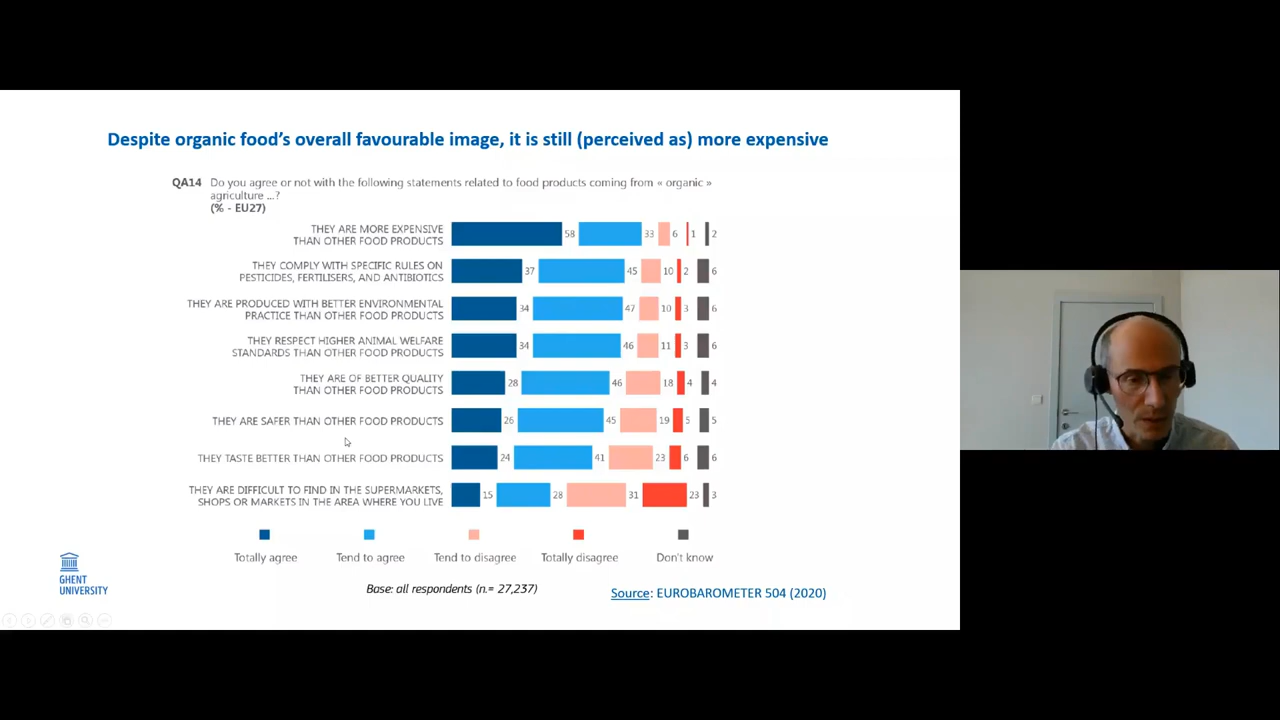 Despite organic food's overall favourable image, it is still (perceived as) more expensive
QA14 Do you agree or not with the following statements related to food products coming from « organic »
agriculture ...?
(% - EU27)
THEY ARE MORE EXPENSIVE
THAN OTHER FOOD PRODUCTS
58 33 6 1 2
THEY COMPLY WITH SPECIFIC RULES ON
PESTICIDES, FERTILISERS, AND ANTIBIOTICS
37 45 10 2 6
THEY ARE PRODUCED WITH BETTER ENVIRONMENTAL
PRACTICE THAN OTHER FOOD PRODUCTS
34 47 10 3 6
THEY RESPECT HIGHER ANIMAL WELFARE
STANDARDS THAN OTHER FOOD PRODUCTS
34 46 11 3 6
THEY ARE OF BETTER QUALITY
THAN OTHER FOOD PRODUCTS
28 46 18 4 4
THEY ARE SAFER THAN OTHER FOOD PRODUCTS
26 45 19 5 5
THEY TASTE BETTER THAN OTHER FOOD PRODUCTS
24 41 23 6 6
THEY ARE DIFFICULT TO FIND IN THE SUPERMARKETS,
SHOPS OR MARKETS IN THE AREA WHERE YOU LIVE
15 28 31 23 3
Totally agree Tend to agree Tend to disagree Totally disagree Don't know
GHENT
UNIVERSITY
Base: all respondents (n.= 27,237)
Source: EUROBAROMETER 504 (2020)